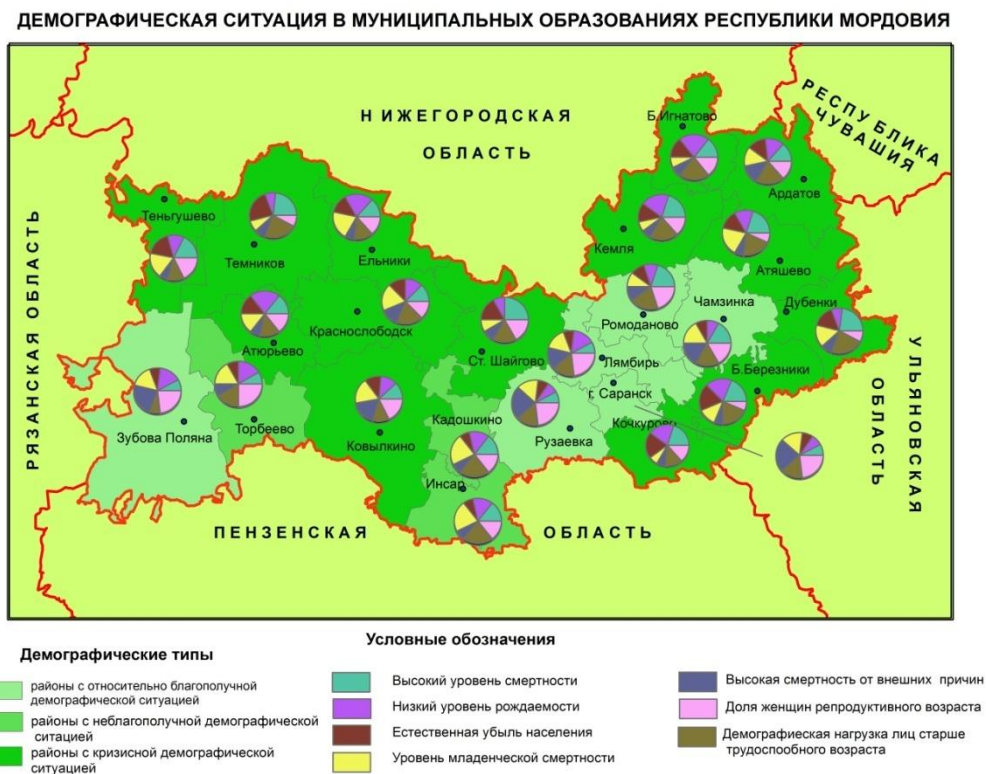 ДЕМОГРАФИЧЕСКАЯ СИТУАЦИЯ В МУНИЦИПАЛЬНЫХ ОБРАЗОВАНИЯХ РЕСПУБЛИКИ МОРДОВИЯ
НИЖЕГОРОДСКАЯ
ОБЛАСТЬ
РЕСПУБЛИКА
ЧУВАШИЯ
РЯЗАНСКАЯ ОБЛАСТЬ
УЛЬЯНОВСКАЯ
ОБЛАСТЬ
ПЕНЗЕНСКАЯ
ОБЛАСТЬ
Б.Игнатово
Ардатов
Теньгушево
Темников
Ельники
Кемля
Атяшево
Краснослободск
Атюрьево
Ст. Шайгово
Ромоданово
Чамзинка
Дубенки
Лямбирь
г. Саранск
Б.Березники
Зубова Поляна
Торбеево
Ковылкино
Кадошкино
Рузаевка
Кочкурово
Инсар
Условные обозначения
Демографические типы
районы с относительно благополучной
демографической ситуацией
районы с неблагополучной демографической
ситацией
районы с кризисной демографической
ситуацией
Высокий уровень смертности
Низкий уровень рождаемости
Естественная убыль населения
Уровень младенческой смертности
Высокая смертность от внешних причин
Доля женщин репродуктивного возраста
Демографиеская нагрузка лиц старше
трудоспообного возраста